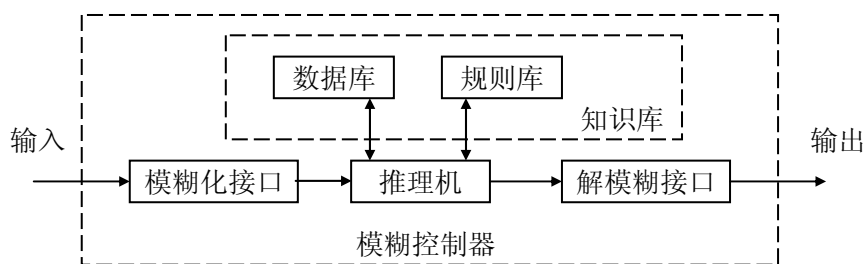 数据库
规则库
知识库
输入
输出
模糊化接口
推理机
解模糊接口
模糊控制器